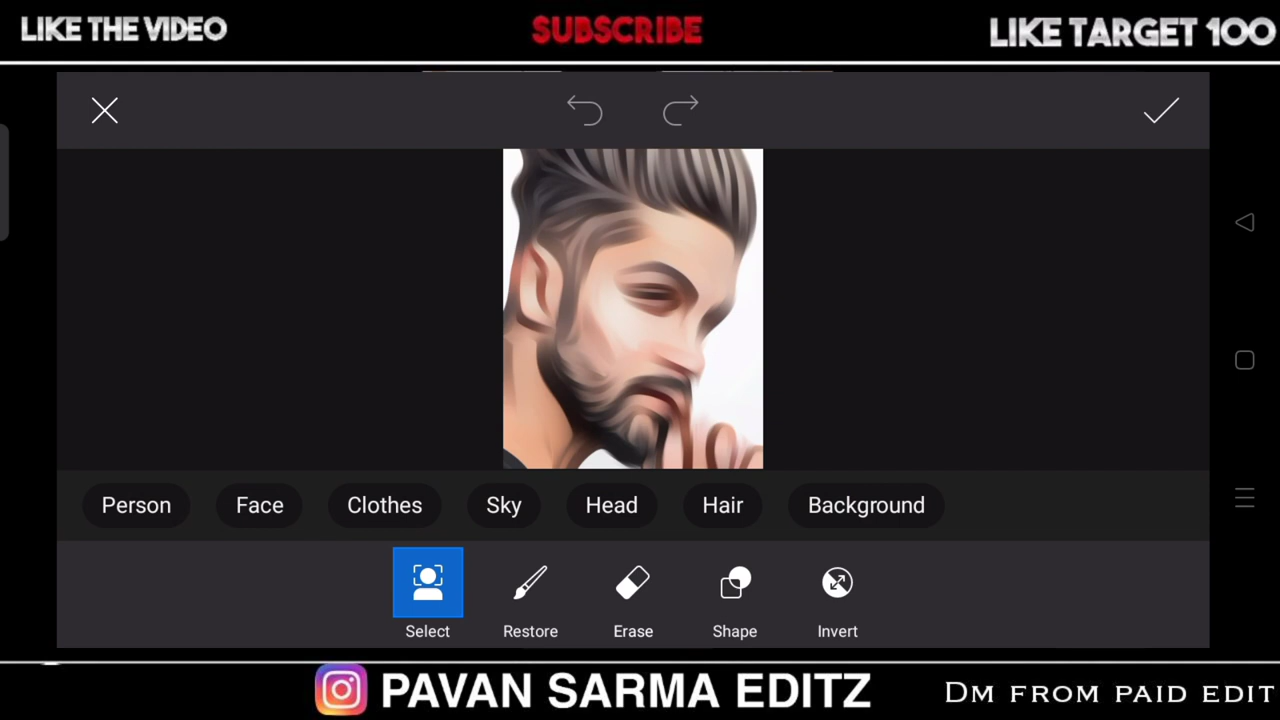 LIKE THE VIDEO
SUBSCRIBE
LIKE TARGET 100
Person
Face
Clothes
Sky
Head
Hair
Background
Select
Restore
Erase
Shape
Invert
PAVAN SARMA EDITZ
DM FROM PAID EDIT